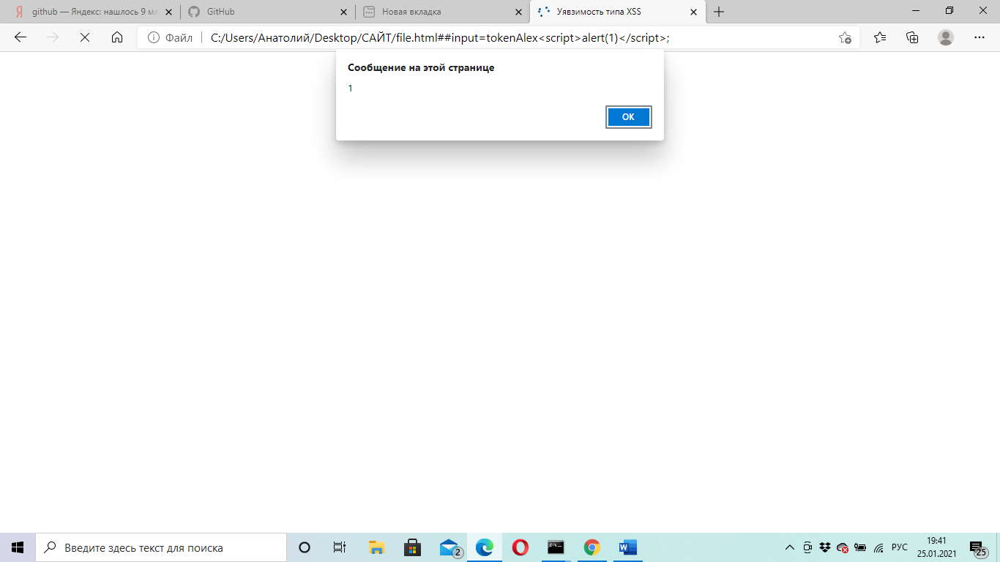 github — Яндекс: нашлось 9 мл
GitHub
Новая вкладка
Уязвимость типа XSS
Файл
C:/Users/Анатолий/Desktop/САЙТ/file.html##input=tokenAlex<script>alert(1)</script>;
Сообщение на этой странице
1
ОК
Введите здесь текст для поиска
2
РУС
19:41
25.01.2021
25